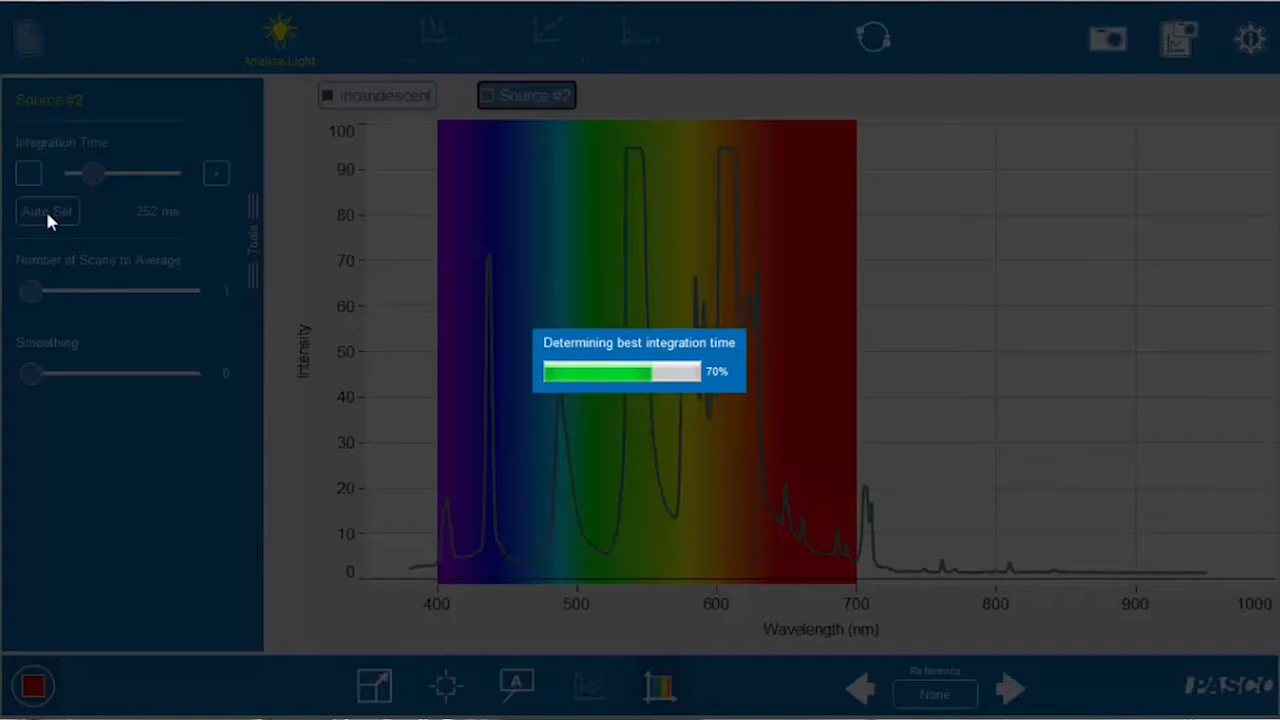 Analyze Light
Source #2
Integration Time
+
Auto Set
252 ms
Number of Scans to Average
1
Smoothing
0
Tools
incandescent
Source #2
100
90
80
70
60
50
40
30
20
10
0
Intensity
Determining best integration time
70%
400
500
600
700
800
900
1000
Wavelength (nm)
A
Reference
None
PASCO